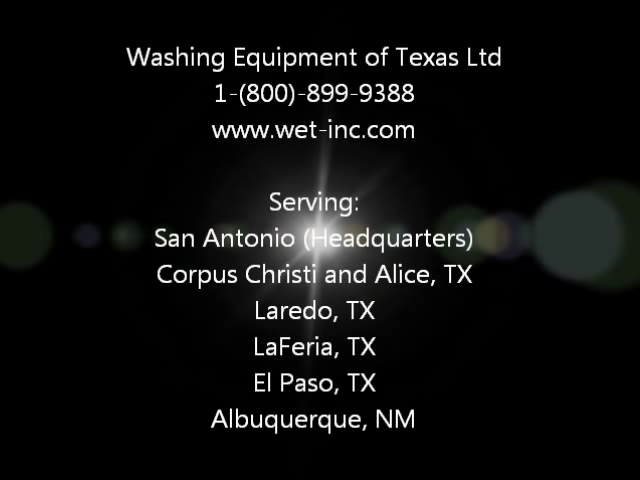 Washing Equipment of Texas Ltd
1-(800)-899-9388
www.wet-inc.com
Serving:
San Antonio (Headquarters)
Corpus Christi and Alice, TX
Laredo, TX
LaFeria, TX
El Paso, TX
Albuquerque, NM